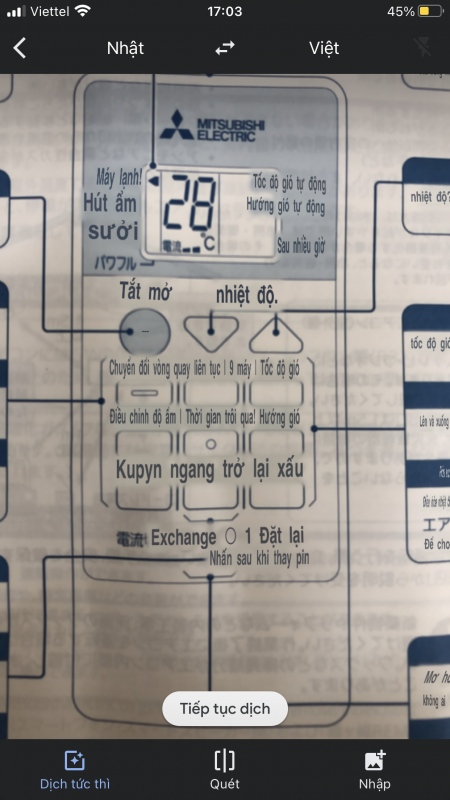 Viettel 17:03 45%
Nhật Việt
MITSUBISHI
ELECTRIC
Máy lạnh!
Hút ẩm
sưởi
パワフル
28
°C
電流
Tốc độ gió tự động
Hướng gió tự động
Sau nhiều giờ
nhiệt độ?
Tắt mở nhiệt độ.
Chuyển đổi vòng quay liên tục | 9 máy | Tốc độ gió
tốc độ gió
Điều chỉnh độ ẩm | Thời gian trôi qua! Hướng gió
Lên và xuống
Kupyn ngang trở lại xấu
エア
Để cho
電流 Exchange 1 Đặt lại
Nhấn sau khi thay pin
không ai
Tiếp tục dịch
Dịch tức thì
Quét
Nhập